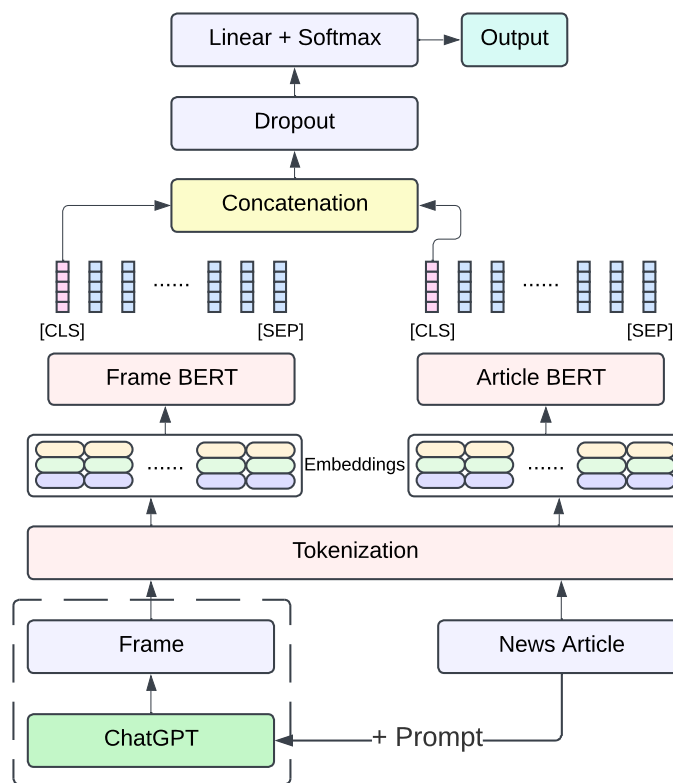 Linear + Softmax
Output
Dropout
Concatenation
......
......
[CLS]
[SEP]
[CLS]
[SEP]
Frame BERT
Article BERT
......
Embeddings
......
Tokenization
Frame
News Article
ChatGPT
+ Prompt